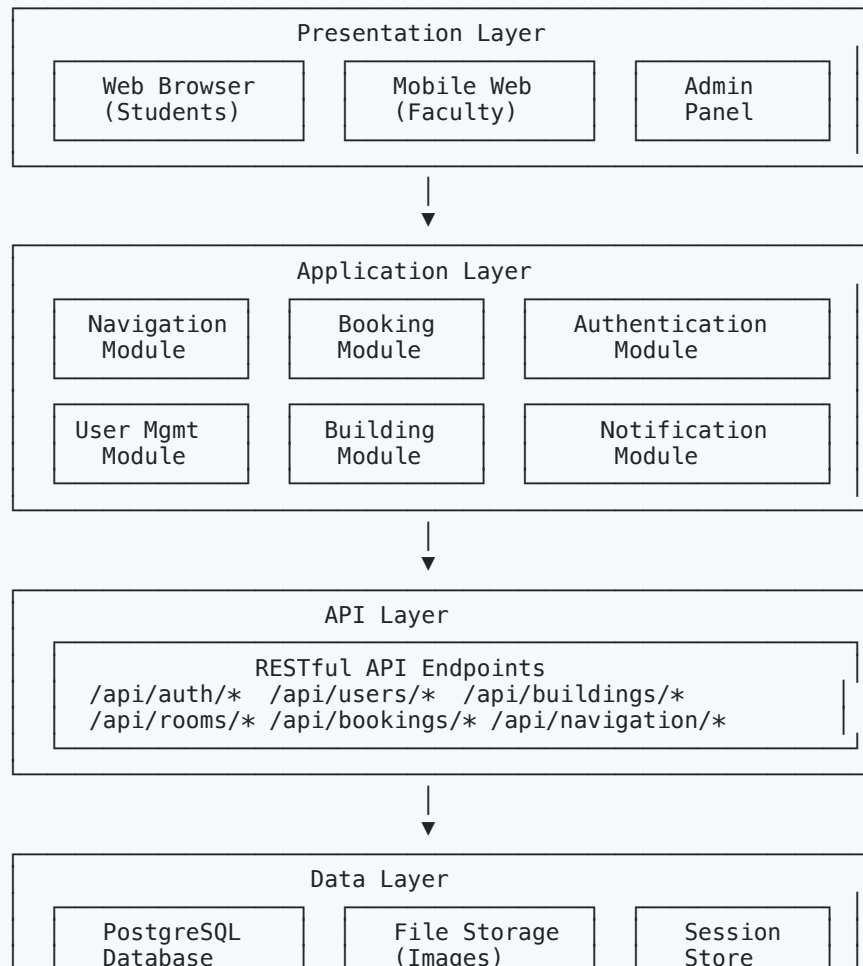 Presentation Layer
Web Browser Mobile Web Admin
(Students) (Faculty) Panel
Application Layer
Navigation Booking Authentication
Module Module Module
User Mgmt Building Notification
Module Module Module
API Layer
RESTful API Endpoints
/api/auth/* /api/users/* /api/buildings/*
/api/rooms/* /api/bookings/* /api/navigation/*
Data Layer
PostgreSQL File Storage Session
Database (Images) Store